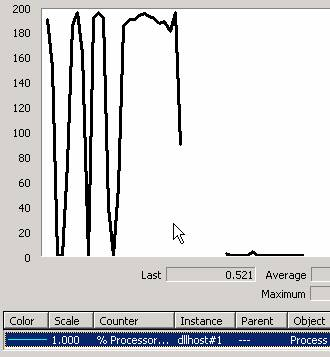 200
180
160
140
120
100
80
60
40
20
0
Last 0.521 Average
Maximum
Color Scale Counter Instance Parent Object
1.000 % Processor... dllhost#1 --- Process